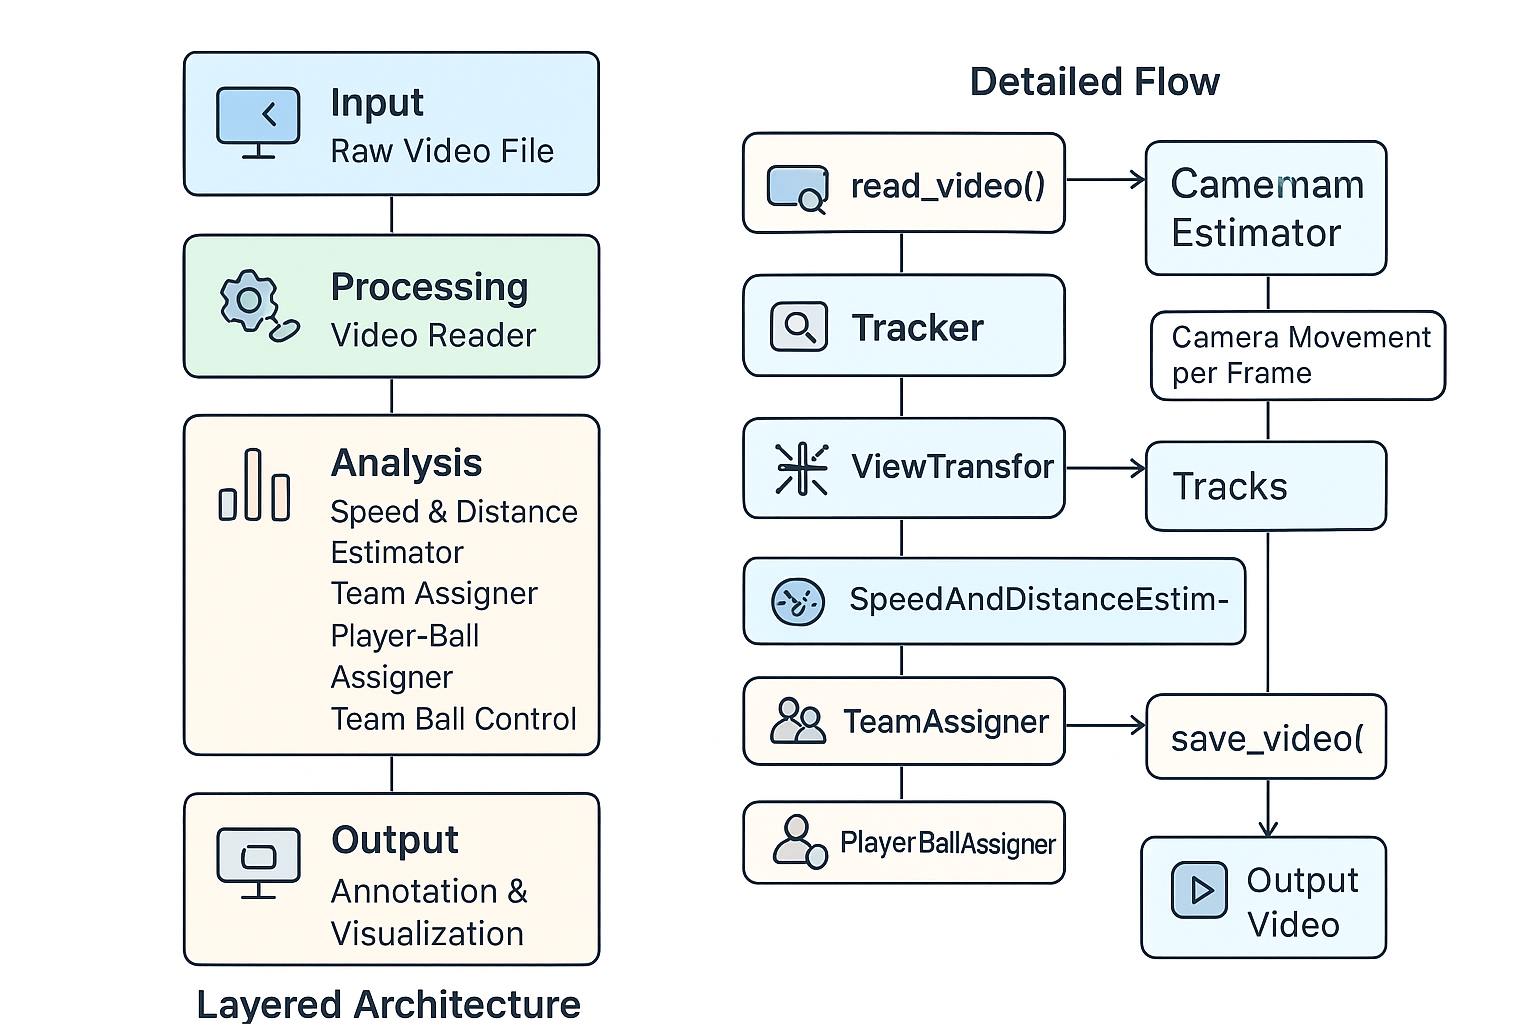 Input
Raw Video File
Processing
Video Reader
Analysis
Speed & Distance
Estimator
Team Assigner
Player-Ball
Assigner
Team Ball Control
Output
Annotation &
Visualization
Layered Architecture
Detailed Flow
read_video()
Camemam
Estimator
Tracker
Camera Movement
per Frame
ViewTransfor
Tracks
SpeedAndDistanceEstim-
TeamAssigner
save_video(
PlayerBallAssigner
Output
Video